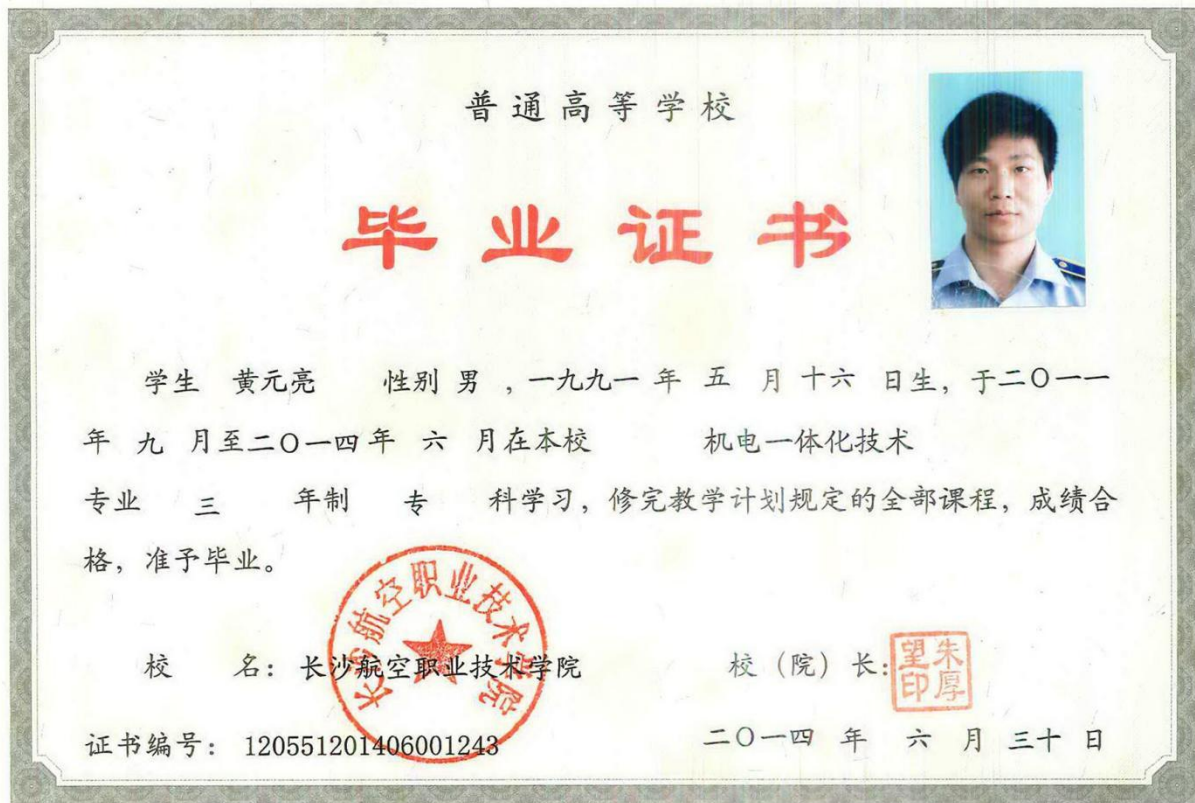 普通高等学校
毕业证书
学生 黄元亮 性别 男 ，一九九一 年 五 月 十六 日生，于二〇一一
年 九 月至二〇一四年 六 月在本校 机电一体化技术
专业 三 年制 专 科学习，修完教学计划规定的全部课程，成绩合
格，准予毕业。
长沙航空职业技术学院
校 名：长沙航空职业技术学院 校（院）长：
朱厚望印
证书编号：120551201406001243 二〇一四 年 六 月 三十 日